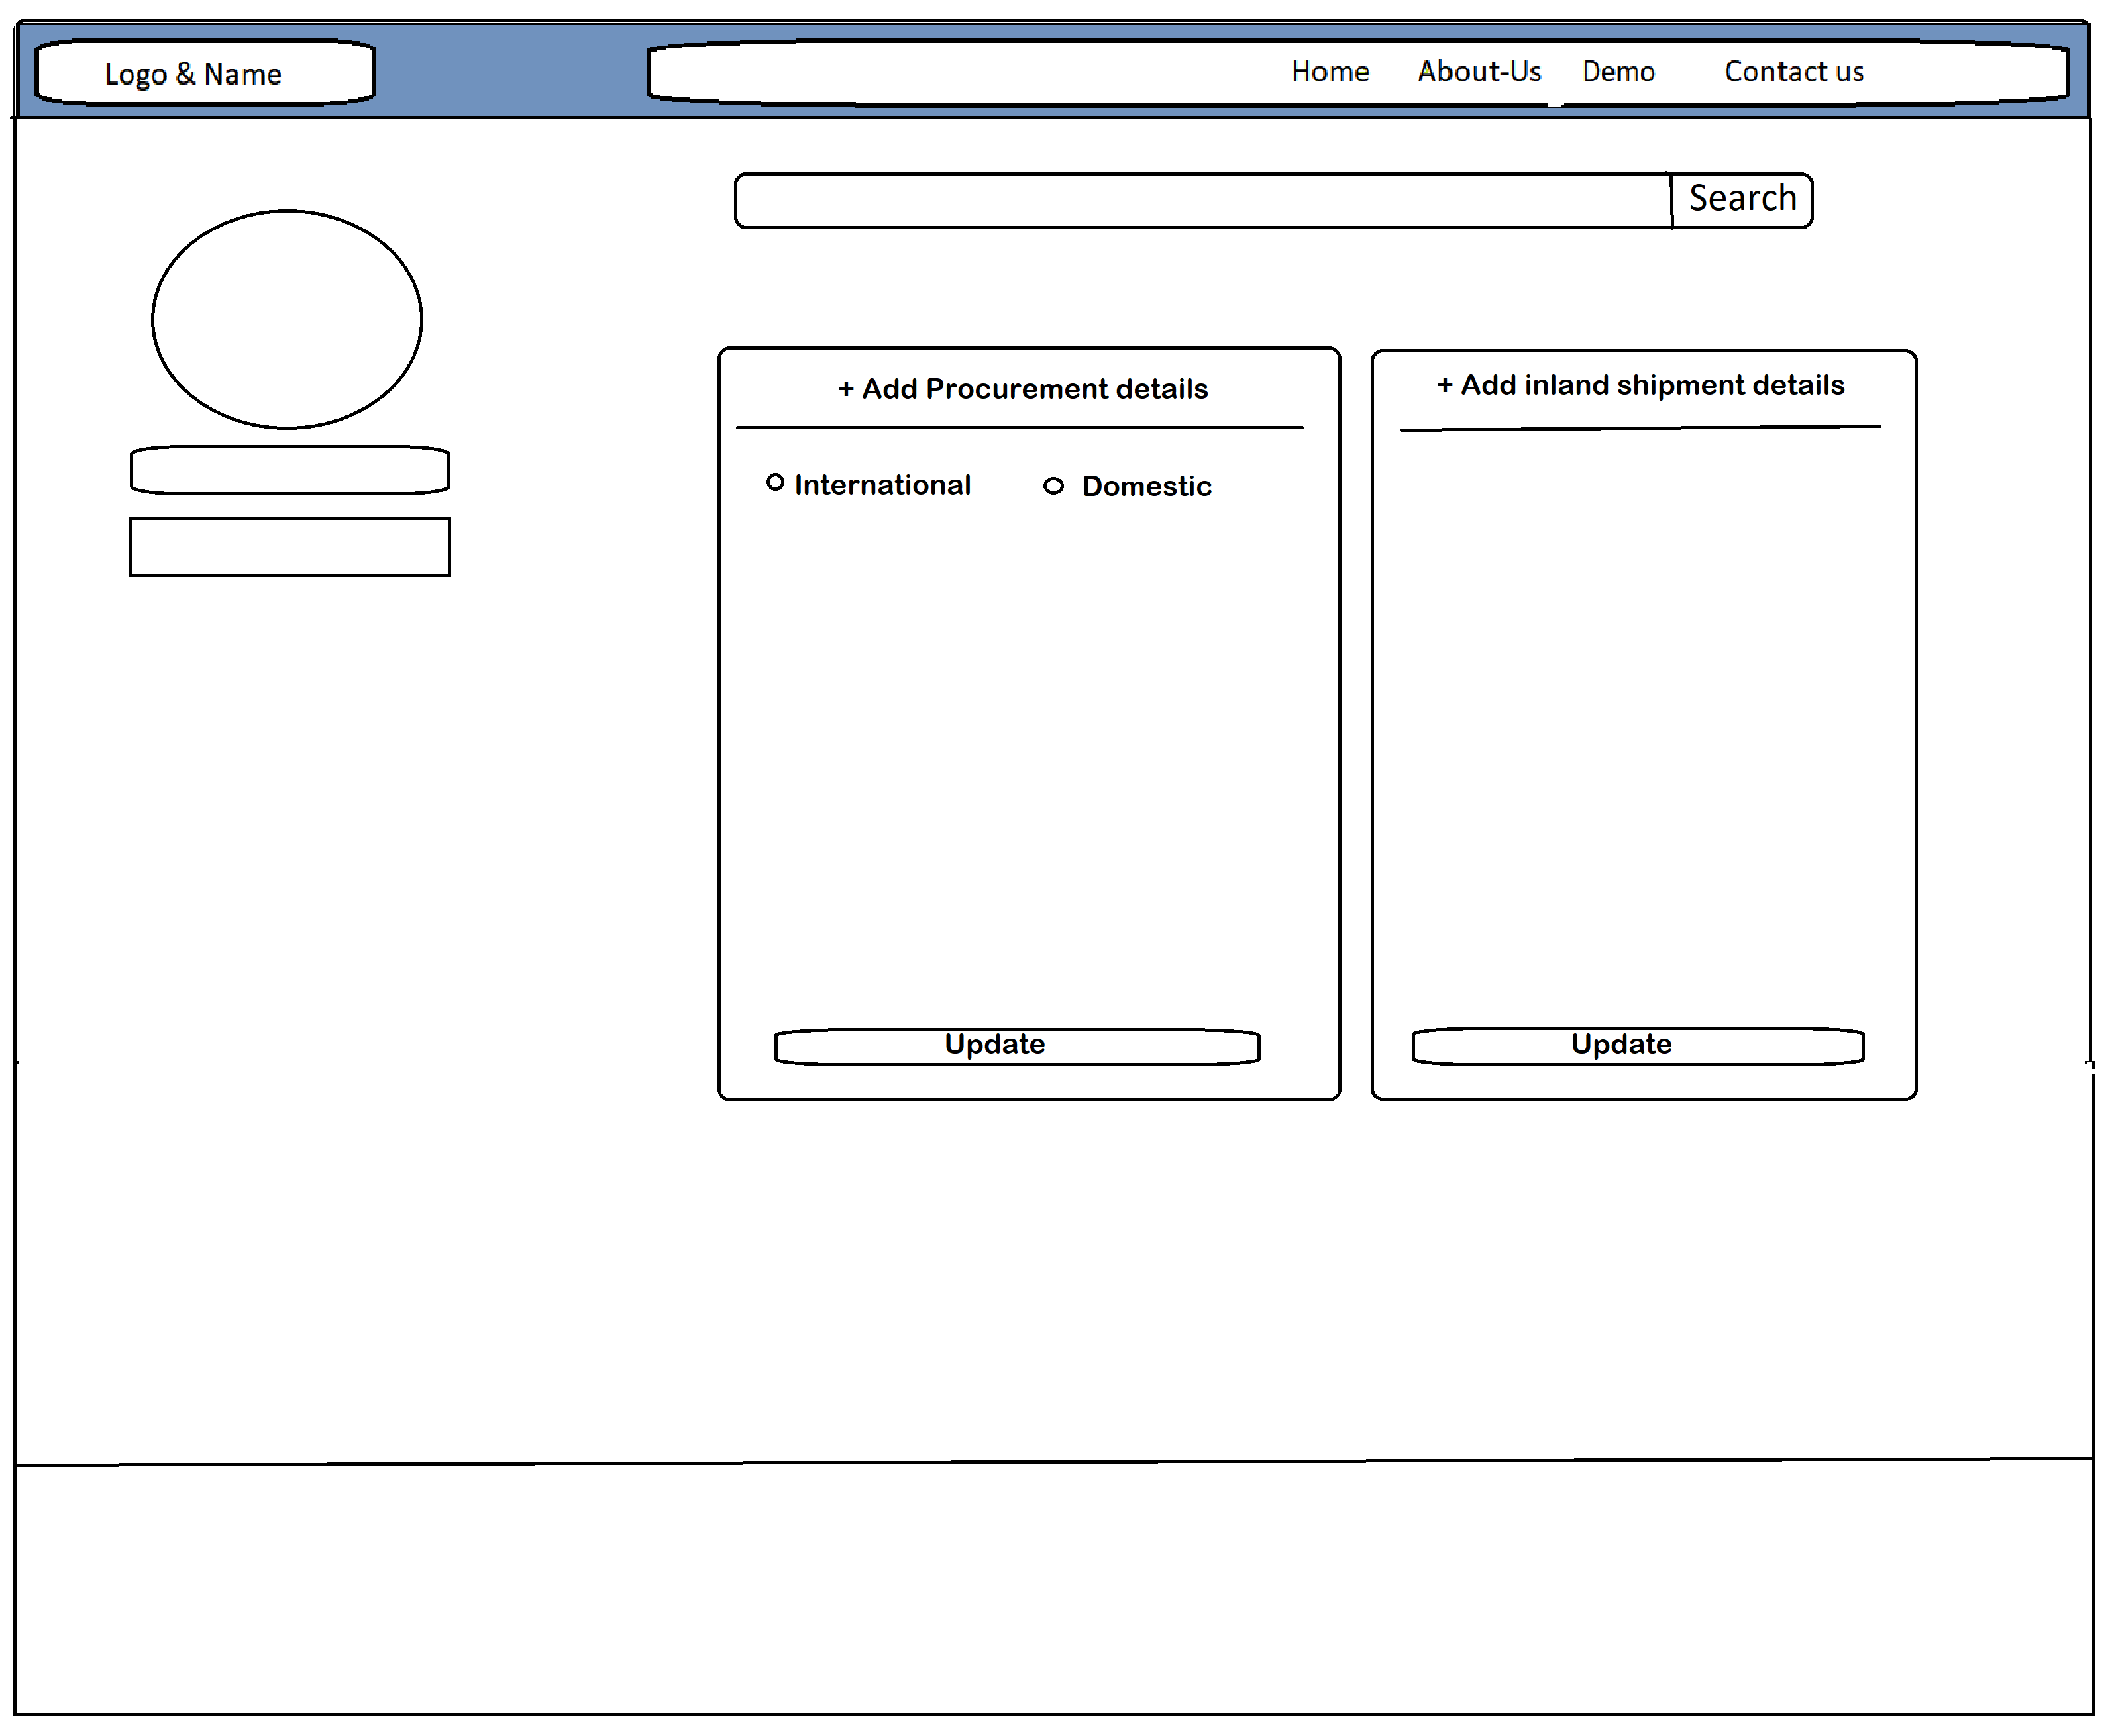 Logo & Name
Home About-Us Demo Contact us
Search
+ Add Procurement details
International Domestic
Update
+ Add inland shipment details
Update